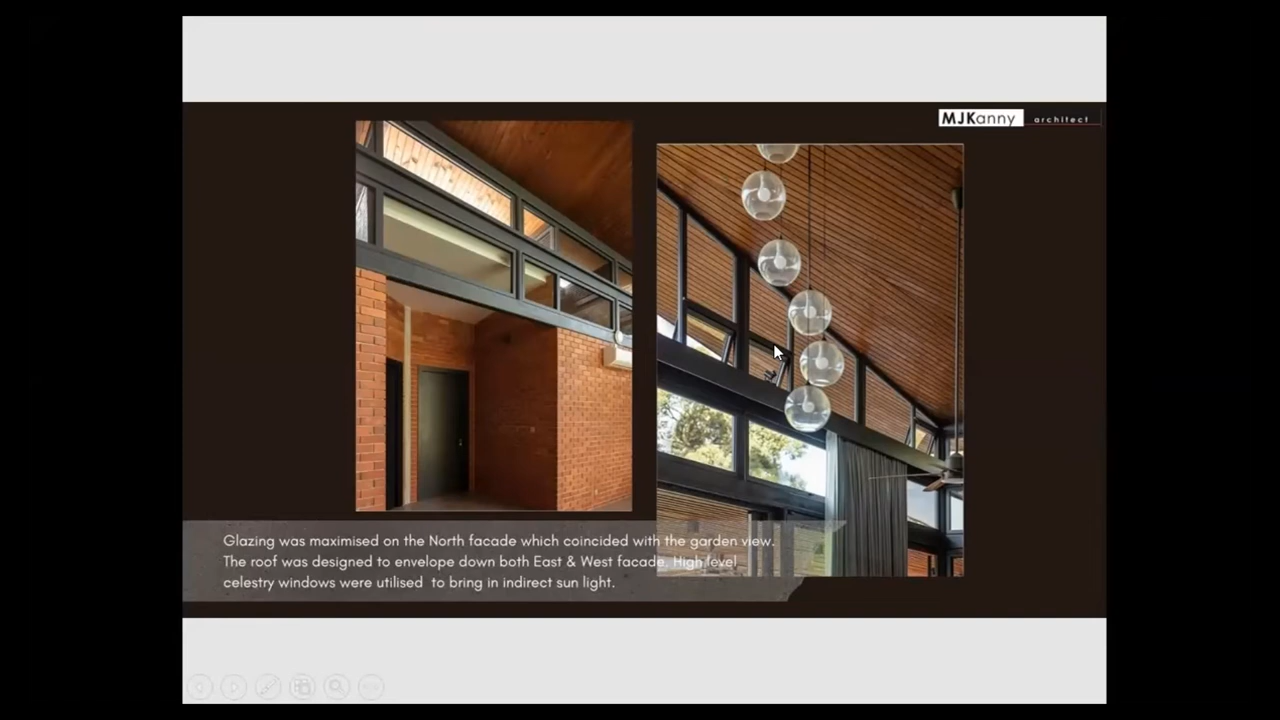 MJKanny architect
Glazing was maximised on the North facade which coincided with the garden view.
The roof was designed to envelope down both East & West facade. High level
celestry windows were utilised to bring in indirect sun light.